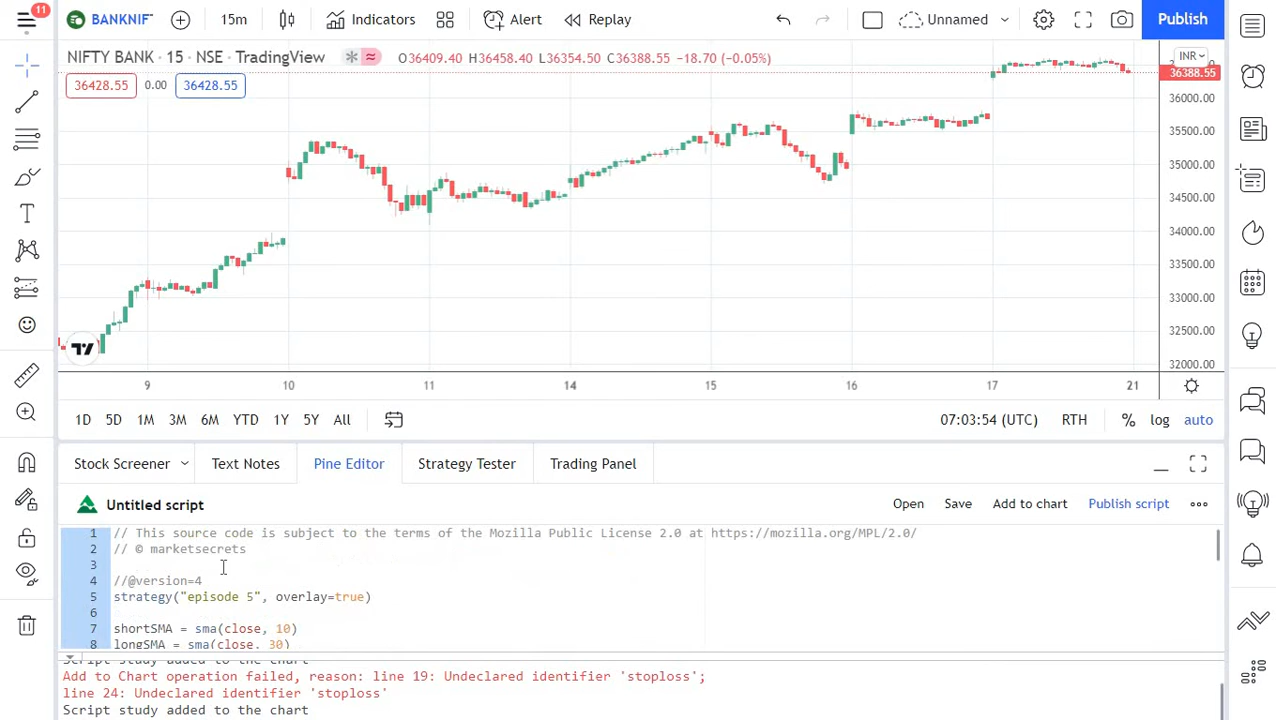 11
BANKNIF
15m
Indicators
Alert
Replay
Unnamed
Publish
NIFTY BANK · 15 · NSE · TradingView
O36409.40 H36458.40 L36354.50 C36388.55 −18.70 (−0.05%)
INR
36428.55
0.00
36428.55
36388.55
36000.00
35500.00
35000.00
34500.00
34000.00
33500.00
33000.00
32500.00
32000.00
9
10
11
14
15
16
17
21
1D
5D
1M
3M
6M
YTD
1Y
5Y
All
07:03:54 (UTC)
RTH
%
log
auto
Stock Screener
Text Notes
Pine Editor
Strategy Tester
Trading Panel
Untitled script
Open
Save
Add to chart
Publish script
1 // This source code is subject to the terms of the Mozilla Public License 2.0 at https://mozilla.org/MPL/2.0/
2 // © marketsecrets
3
4 //@version=4
5 strategy("episode 5", overlay=true)
6
7 shortSMA = sma(close, 10)
8 longSMA = sma(close, 30)
Script study added to the chart
Add to Chart operation failed, reason: line 19: Undeclared identifier 'stoploss';
line 24: Undeclared identifier 'stoploss'
Script study added to the chart